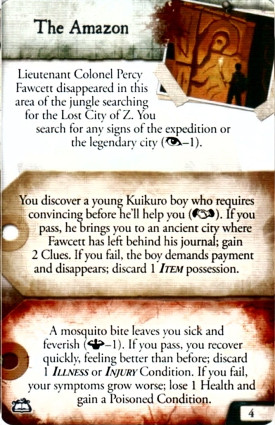 The Amazon
Lieutenant Colonel Percy
Fawcett disappeared in this
area of the jungle searching
for the Lost City of Z. You
search for any signs of the expedition or
the legendary city (–1).
You discover a young Kuikuro boy who requires
convincing before he'll help you (). If you
pass, he brings you to an ancient city where
Fawcett has left behind his journal; gain
2 Clues. If you fail, the boy demands payment
and disappears; discard 1 ITEM possession.
A mosquito bite leaves you sick and
feverish (–1). If you pass, you recover
quickly, feeling better than before; discard
1 ILLNESS or INJURY Condition. If you fail,
your symptoms grow worse; lose 1 Health and
gain a Poisoned Condition.
4